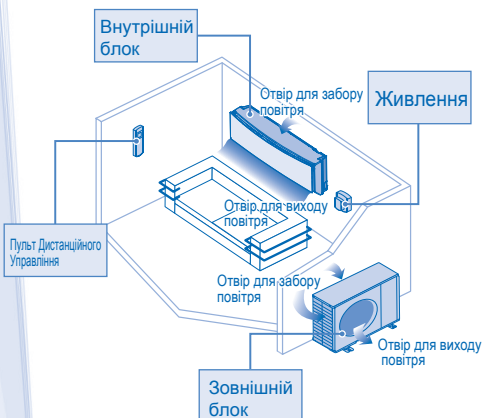 Внутрішній
блок
Отвір для забору
повітря
Живлення
Отвір для виходу
повітря
Пульт Дистанційного
Управління
Отвір для забору
повітря
Отвір для виходу
повітря
Зовнішній
блок